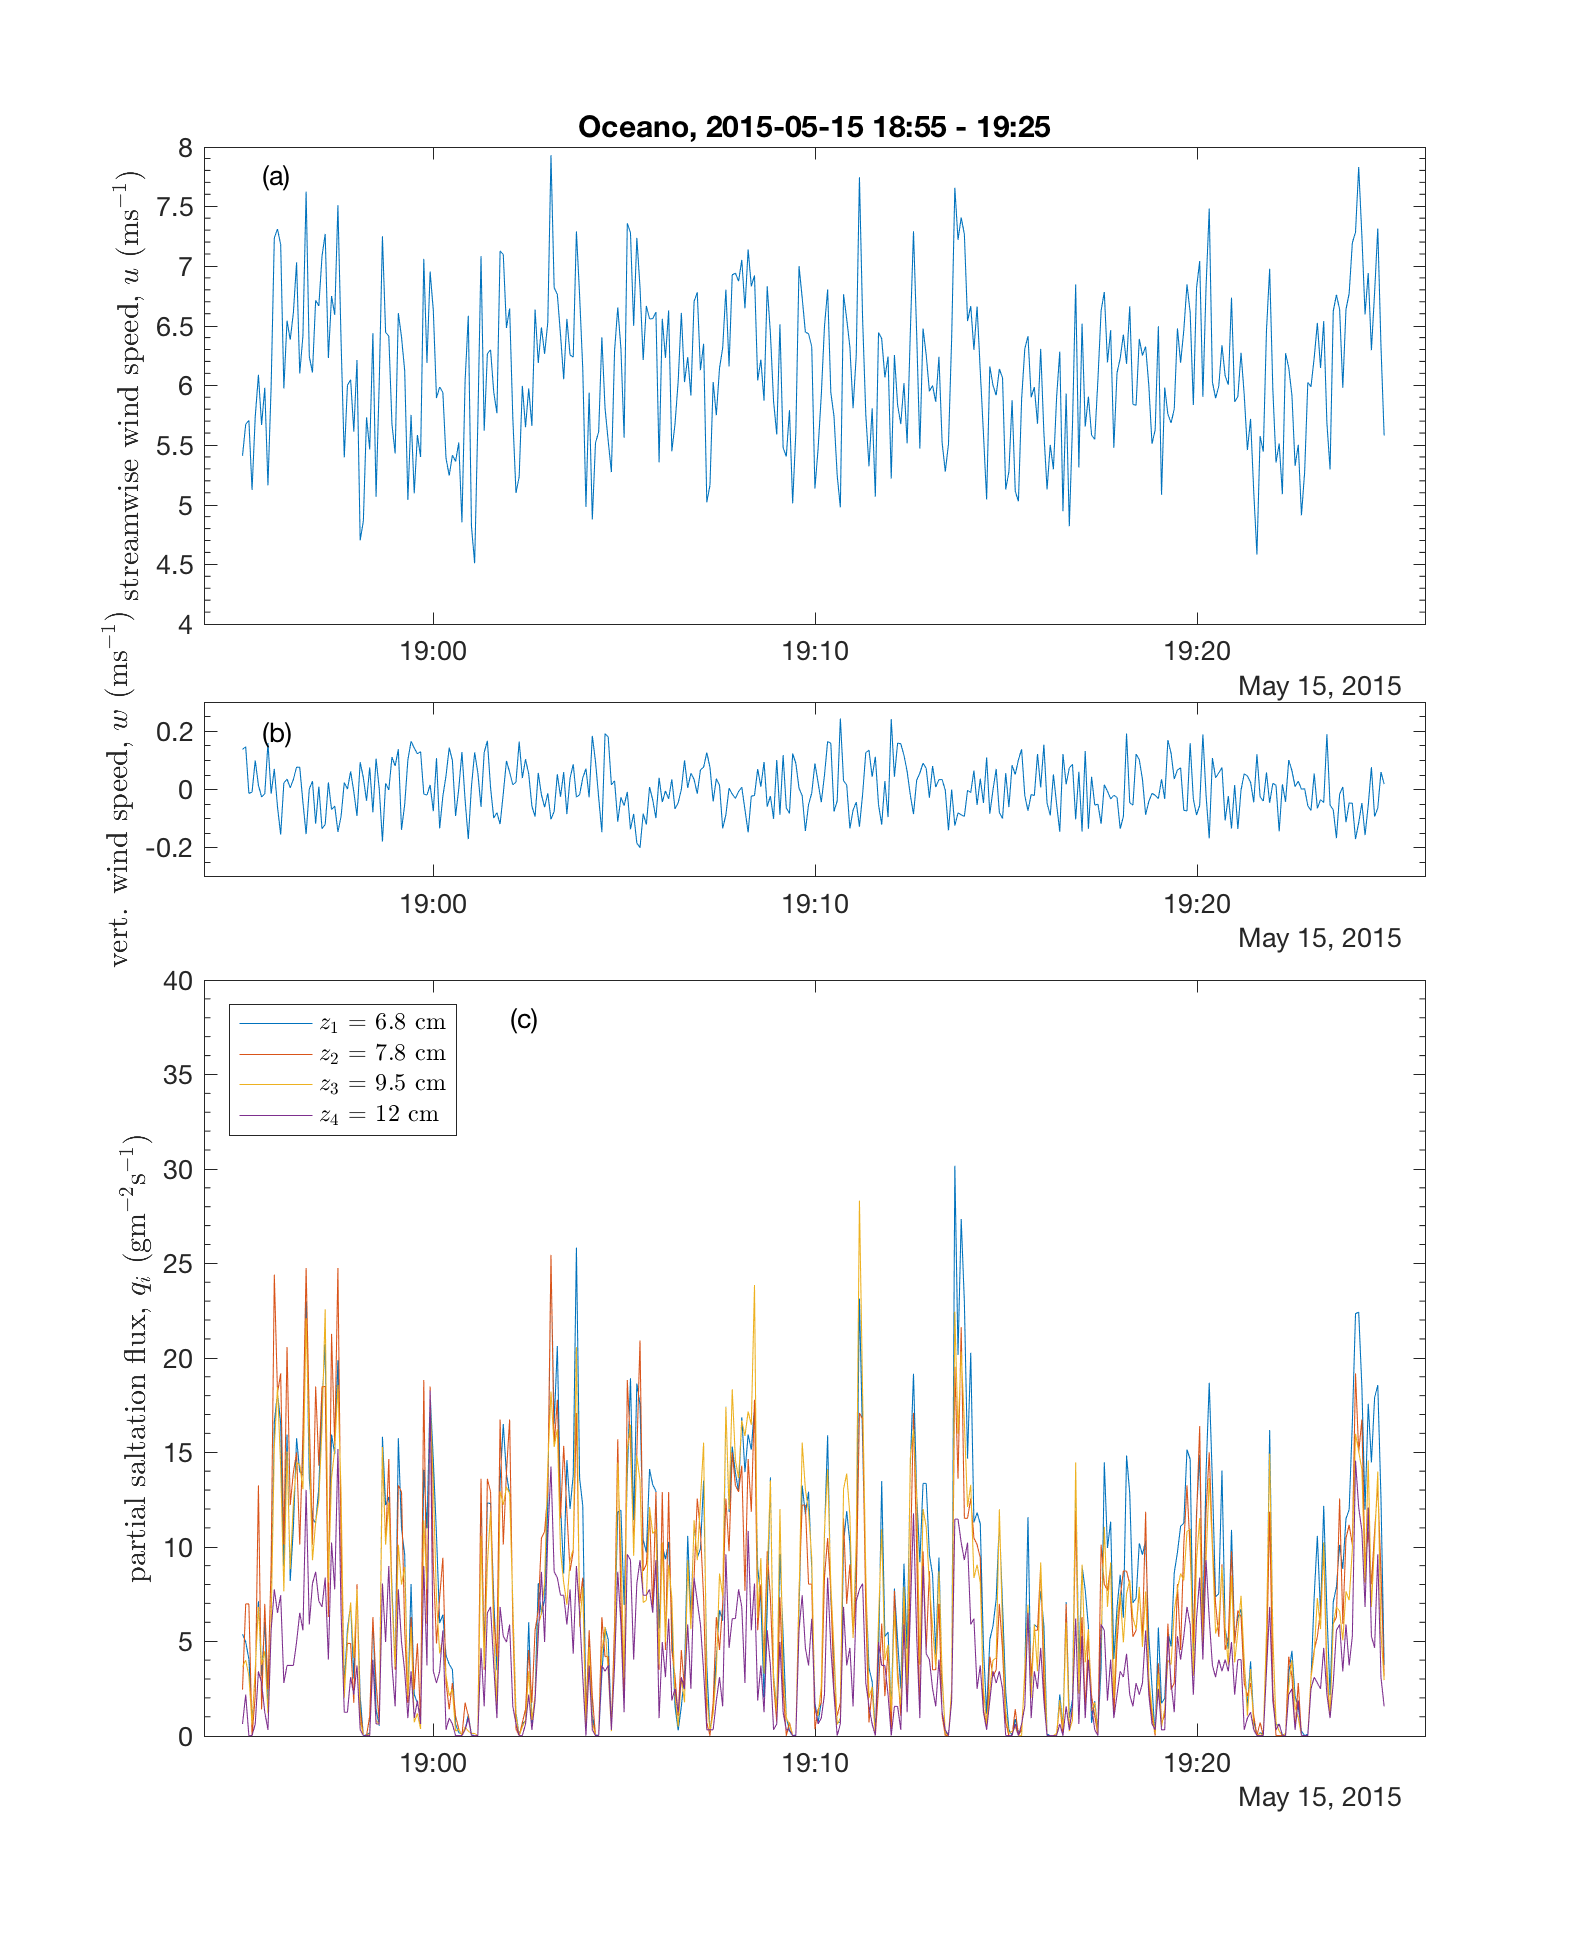 Oceano, 2015-05-15 18:55 - 19:25
(a)
streamwise wind speed, u (ms⁻¹)
8
7.5
7
6.5
6
5.5
5
4.5
4
19:00 19:10 19:20
May 15, 2015
(b)
vert. wind speed, w (ms⁻¹)
0.2
0
-0.2
19:00 19:10 19:20
May 15, 2015
(c)
partial saltation flux, qᵢ (gm⁻²s⁻¹)
40
35
30
25
20
15
10
5
0
z₁ = 6.8 cm
z₂ = 7.8 cm
z₃ = 9.5 cm
z₄ = 12 cm
19:00 19:10 19:20
May 15, 2015